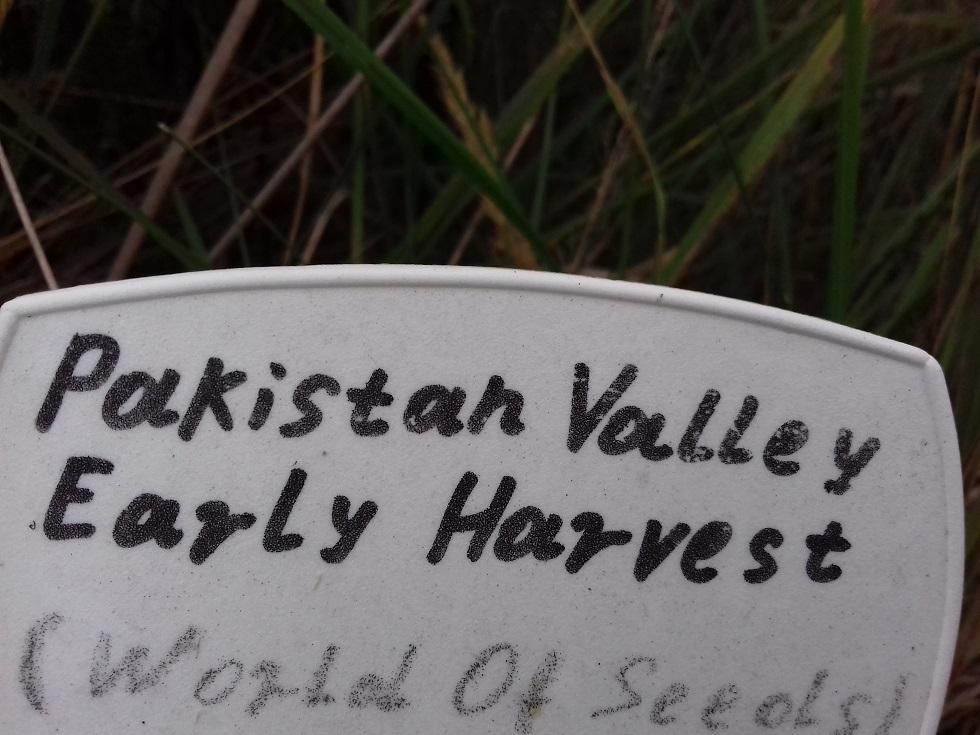 Pakistan Valley
Early Harvest
(World Of Seeds)